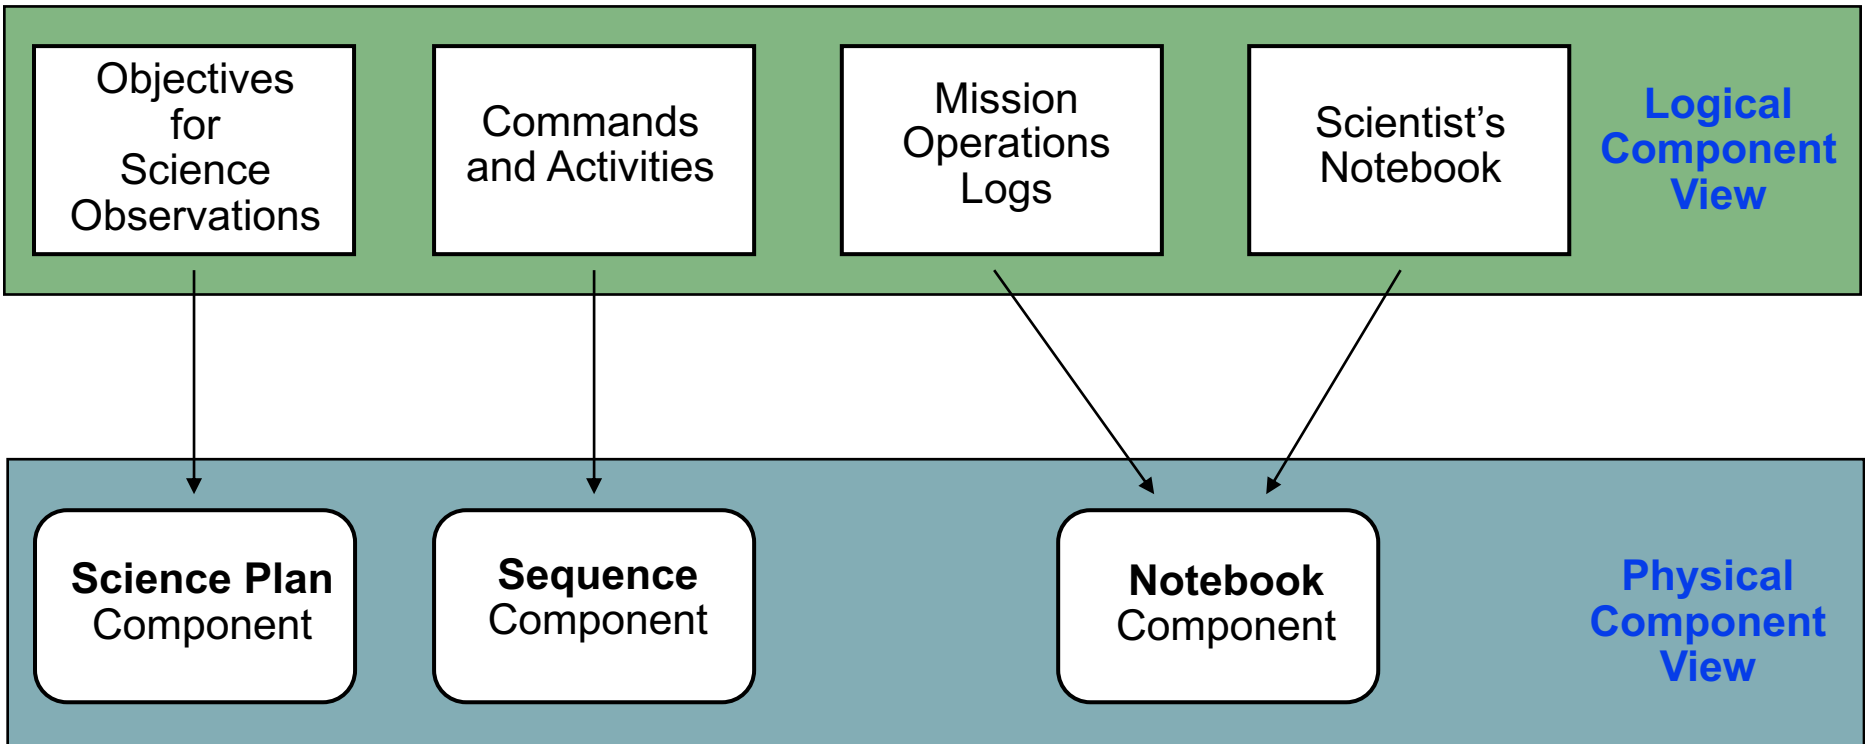 Objectives
for
Science
Observations
Commands
and Activities
Mission
Operations
Logs
Scientist’s
Notebook
Logical
Component
View
Science Plan
Component
Sequence
Component
Notebook
Component
Physical
Component
View